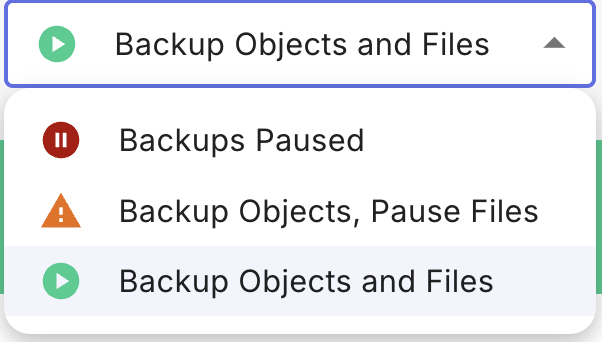 Backup Objects and Files
Backups Paused
Backup Objects, Pause Files
Backup Objects and Files